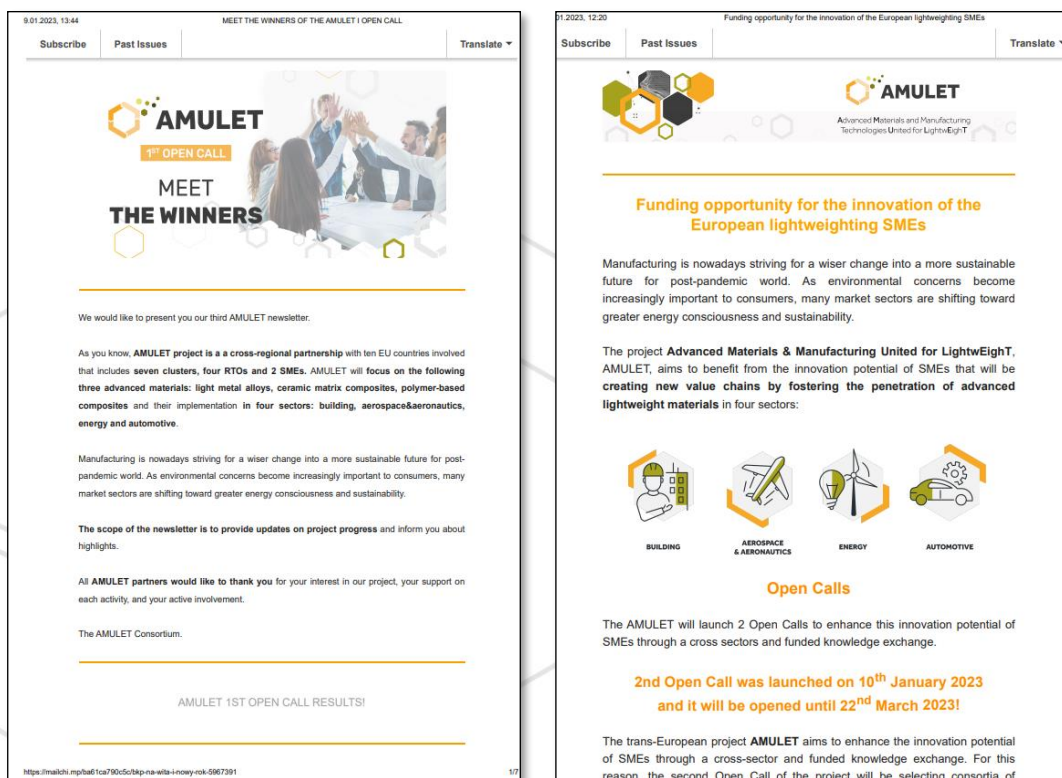 9.01.2023, 13:44 MEET THE WINNERS OF THE AMULET I OPEN CALL
Subscribe Past Issues Translate
AMULET
1ST OPEN CALL
MEET
THE WINNERS
We would like to present you our third AMULET newsletter.
As you know, AMULET project is a a cross-regional partnership with ten EU countries involved
that includes seven clusters, four RTOs and 2 SMEs. AMULET will focus on the following
three advanced materials: light metal alloys, ceramic matrix composites, polymer-based
composites and their implementation in four sectors: building, aerospace&aeronautics,
energy and automotive.
Manufacturing is nowadays striving for a wiser change into a more sustainable future for post-
pandemic world. As environmental concerns become increasingly important to consumers, many
market sectors are shifting toward greater energy consciousness and sustainability.
The scope of the newsletter is to provide updates on project progress and inform you about
highlights.
All AMULET partners would like to thank you for your interest in our project, your support on
each activity, and your active involvement.
The AMULET Consortium.
AMULET 1ST OPEN CALL RESULTS!
https://mailchi.mp/ba61ca790c5c/bkp-na-wita-i-nowy-rok-5967391 1/7
01.2023, 12:20 Funding opportunity for the innovation of the European lightweighting SMEs
Subscribe Past Issues Translate
AMULET
Advanced Materials and Manufacturing
Technologies United for LightwEighT
Funding opportunity for the innovation of the
European lightweighting SMEs
Manufacturing is nowadays striving for a wiser change into a more sustainable
future for post-pandemic world. As environmental concerns become
increasingly important to consumers, many market sectors are shifting toward
greater energy consciousness and sustainability.
The project Advanced Materials & Manufacturing United for LightwEighT,
AMULET, aims to benefit from the innovation potential of SMEs that will be
creating new value chains by fostering the penetration of advanced
lightweight materials in four sectors:
BUILDING
AEROSPACE
& AERONAUTICS
ENERGY
AUTOMOTIVE
Open Calls
The AMULET will launch 2 Open Calls to enhance this innovation potential of
SMEs through a cross sectors and funded knowledge exchange.
2nd Open Call was launched on 10th January 2023
and it will be opened until 22nd March 2023!
The trans-European project AMULET aims to enhance the innovation potential
of SMEs through a cross-sector and funded knowledge exchange. For this
reason, the second Open Call of the project will be selecting consortia of